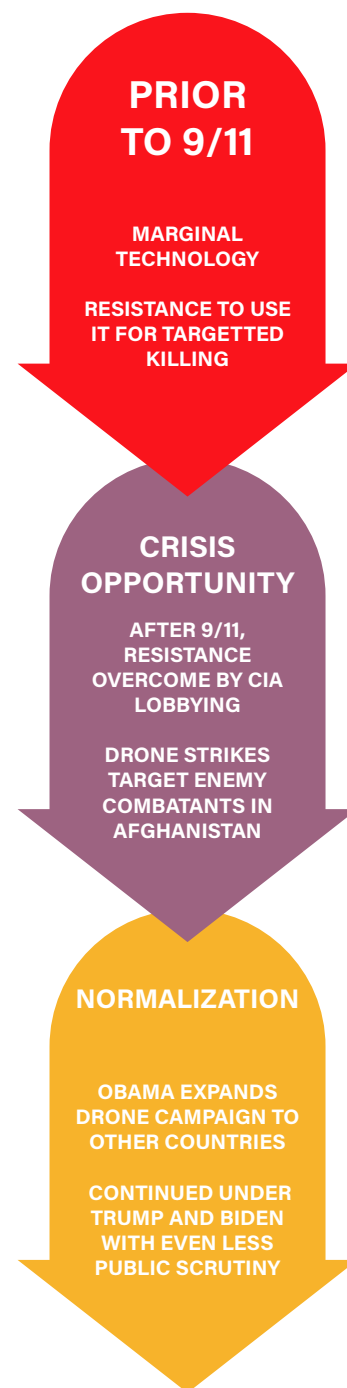 PRIOR
TO 9/11
MARGINAL
TECHNOLOGY
RESISTANCE TO USE
IT FOR TARGETTED
KILLING
CRISIS
OPPORTUNITY
AFTER 9/11,
RESISTANCE
OVERCOME BY CIA
LOBBYING
DRONE STRIKES
TARGET ENEMY
COMBATANTS IN
AFGHANISTAN
NORMALIZATION
OBAMA EXPANDS
DRONE CAMPAIGN TO
OTHER COUNTRIES
CONTINUED UNDER
TRUMP AND BIDEN
WITH EVEN LESS
PUBLIC SCRUTINY